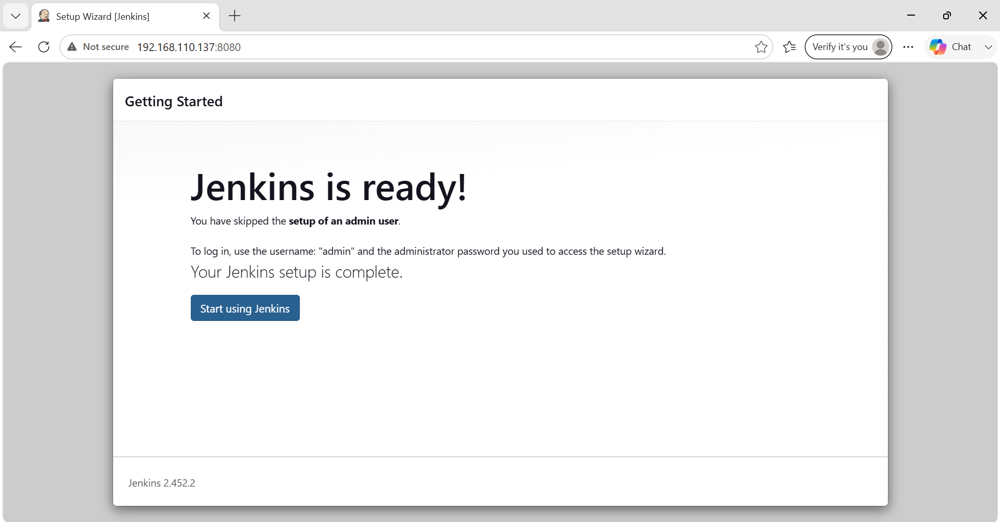 Setup Wizard [Jenkins]
Not secure 192.168.110.137:8080
Verify it's you
Chat
Getting Started
Jenkins is ready!
You have skipped the setup of an admin user.
To log in, use the username: "admin" and the administrator password you used to access the setup wizard.
Your Jenkins setup is complete.
Start using Jenkins
Jenkins 2.452.2